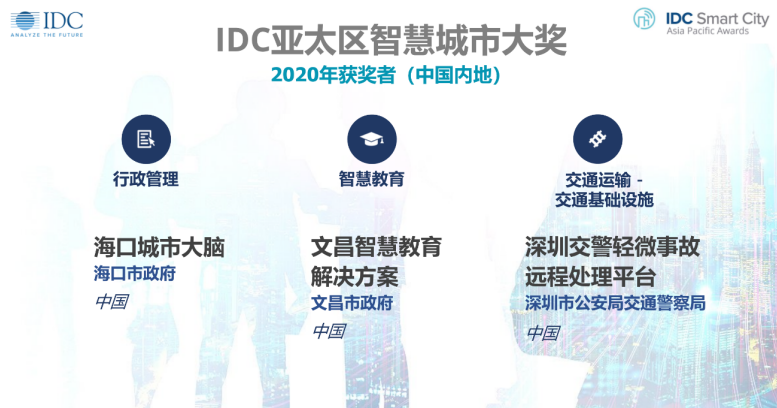 IDC
ANALYZE THE FUTURE
IDC Smart City
Asia Pacific Awards
IDC亚太区智慧城市大奖
2020年获奖者（中国内地）
行政管理
海口城市大脑
海口市政府
中国
智慧教育
文昌智慧教育
解决方案
文昌市政府
中国
交通运输 -
交通基础设施
深圳交警轻微事故
远程处理平台
深圳市公安局交通警察局
中国